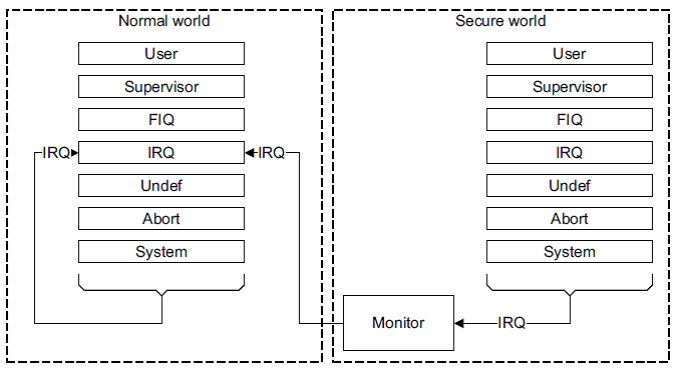 Normal world
User
Supervisor
FIQ
IRQ IRQ IRQ
Undef
Abort
System
Secure world
User
Supervisor
FIQ
IRQ
Undef
Abort
System
Monitor IRQ